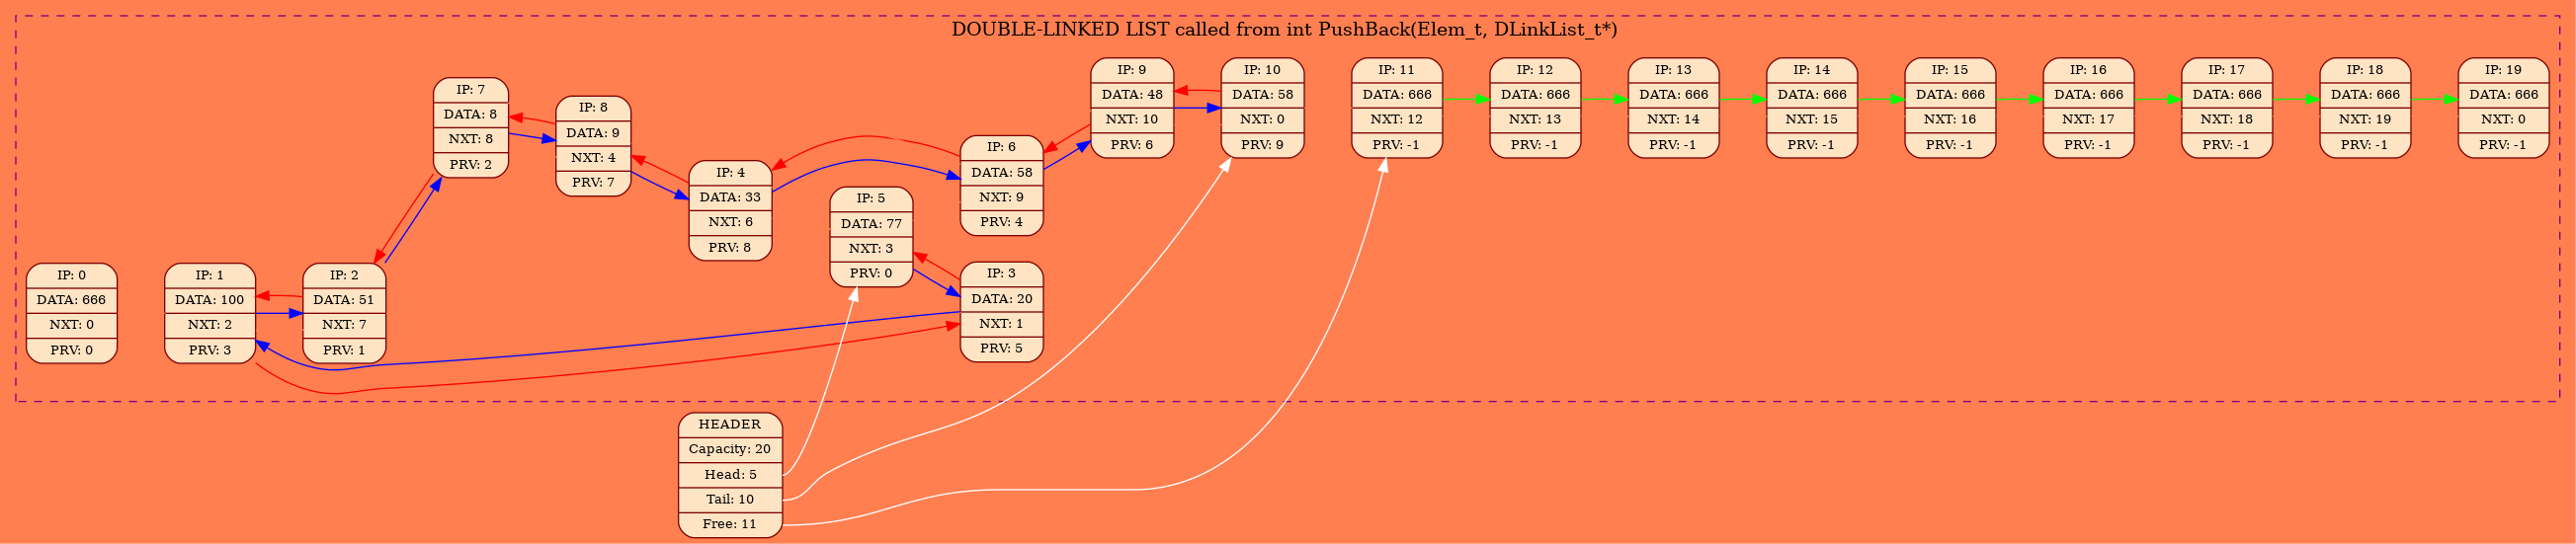 DOUBLE-LINKED LIST called from int PushBack(Elem_t, DLinkList_t*)
IP: 0
DATA: 666
NXT: 0
PRV: 0
IP: 1
DATA: 100
NXT: 2
PRV: 3
IP: 2
DATA: 51
NXT: 7
PRV: 1
IP: 7
DATA: 8
NXT: 8
PRV: 2
IP: 8
DATA: 9
NXT: 4
PRV: 7
IP: 4
DATA: 33
NXT: 6
PRV: 8
IP: 5
DATA: 77
NXT: 3
PRV: 0
IP: 6
DATA: 58
NXT: 9
PRV: 4
IP: 3
DATA: 20
NXT: 1
PRV: 5
IP: 9
DATA: 48
NXT: 10
PRV: 6
IP: 10
DATA: 58
NXT: 0
PRV: 9
IP: 11
DATA: 666
NXT: 12
PRV: -1
IP: 12
DATA: 666
NXT: 13
PRV: -1
IP: 13
DATA: 666
NXT: 14
PRV: -1
IP: 14
DATA: 666
NXT: 15
PRV: -1
IP: 15
DATA: 666
NXT: 16
PRV: -1
IP: 16
DATA: 666
NXT: 17
PRV: -1
IP: 17
DATA: 666
NXT: 18
PRV: -1
IP: 18
DATA: 666
NXT: 19
PRV: -1
IP: 19
DATA: 666
NXT: 0
PRV: -1
HEADER
Capacity: 20
Head: 5
Tail: 10
Free: 11